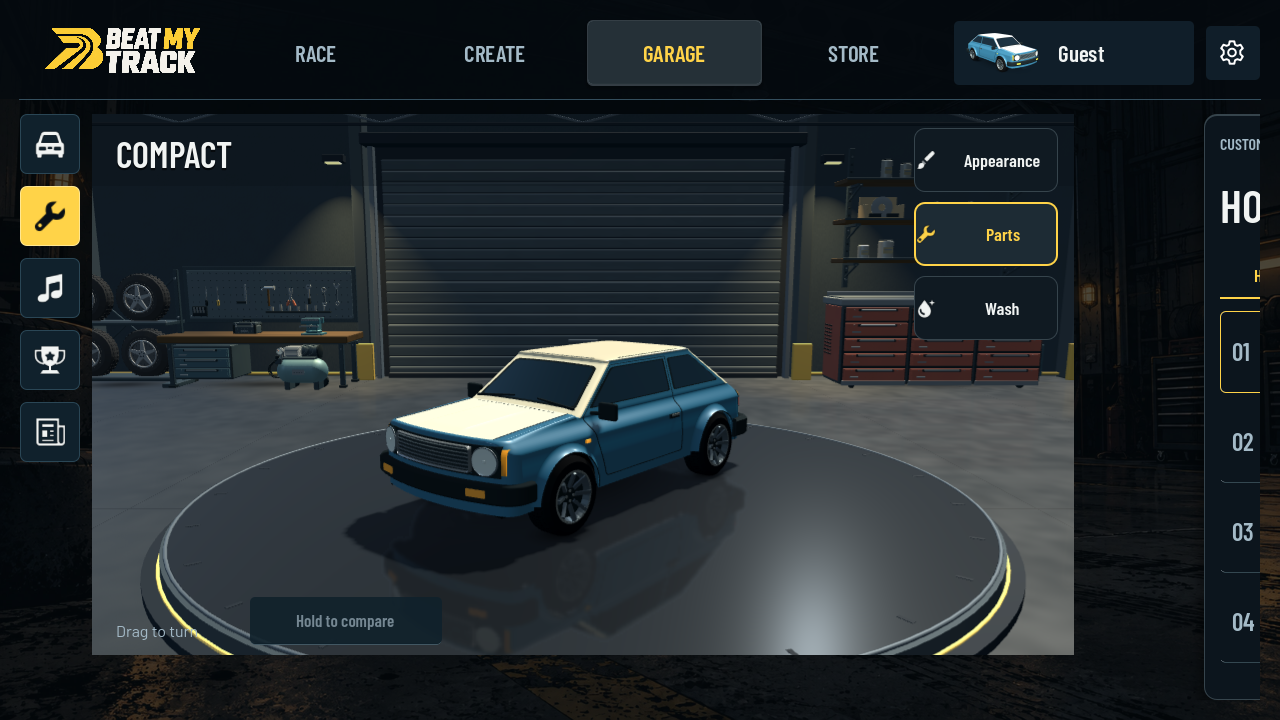 BEAT MY
TRACK
RACE
CREATE
GARAGE
STORE
Guest
COMPACT
Appearance
Parts
Wash
CUSTOM
HO
H
01
02
03
04
Drag to turn
Hold to compare